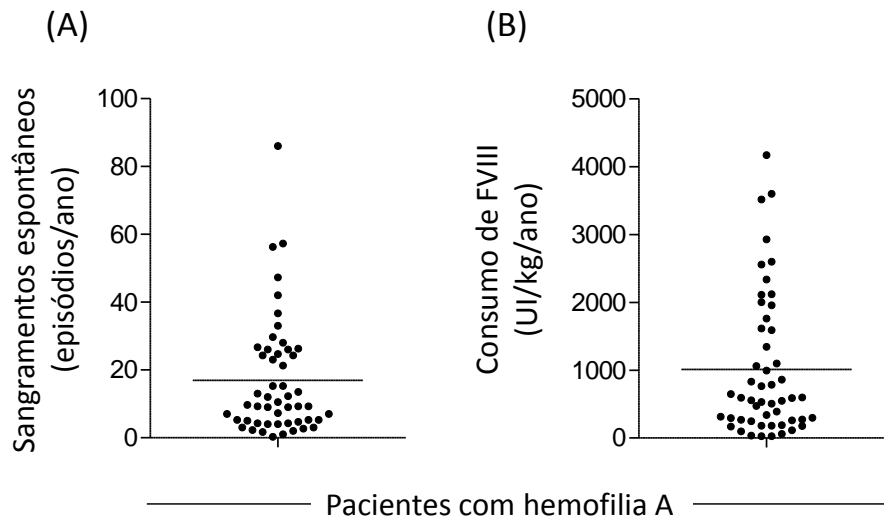 (A)
(B)
Sangramentos espontâneos
(episódios/ano)
100
80
60
40
20
0
Consumo de FVIII
(UI/kg/ano)
5000
4000
3000
2000
1000
0
Pacientes com hemofilia A